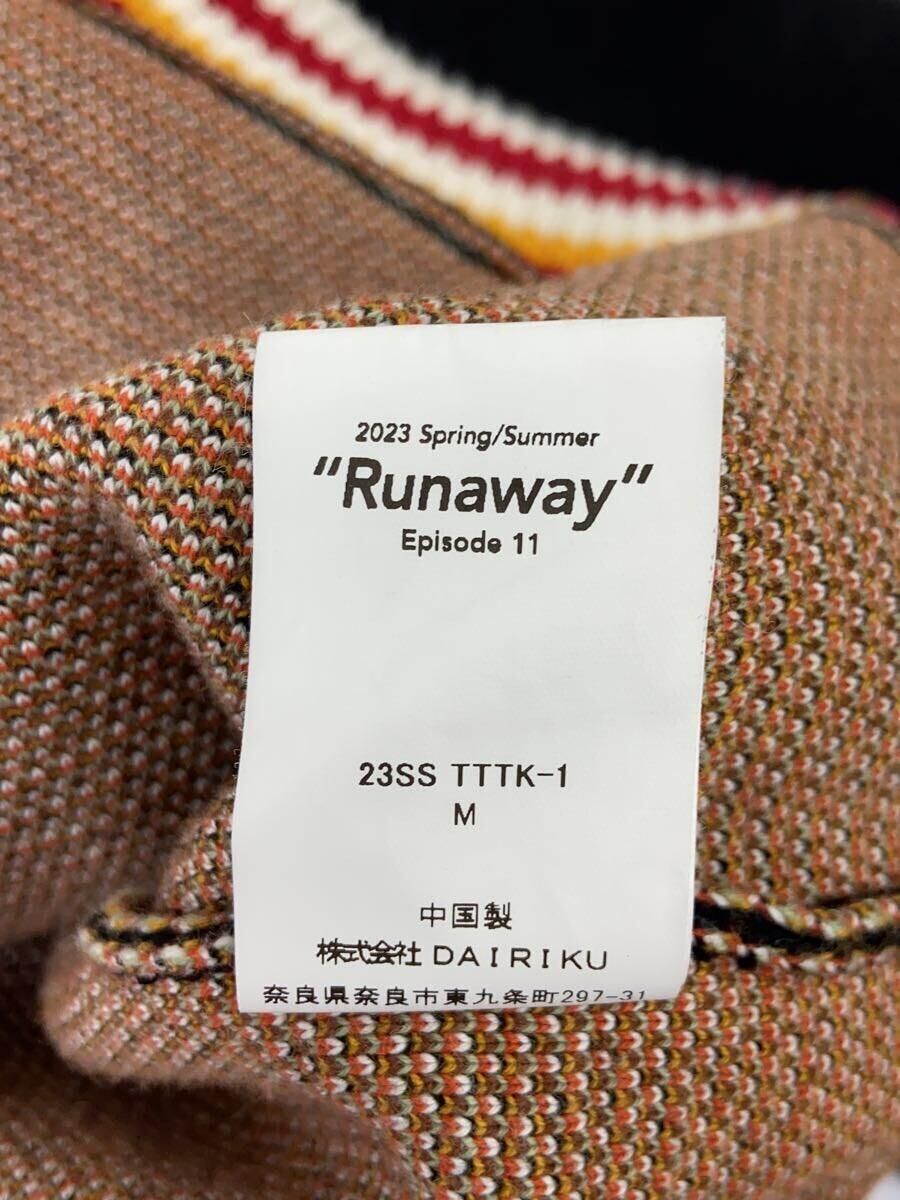 2023 Spring/Summer
“Runaway”
Episode 11
23SS TTTK-1
M
中国製
株式会社 DAIRIKU
奈良県奈良市東九条町297-31